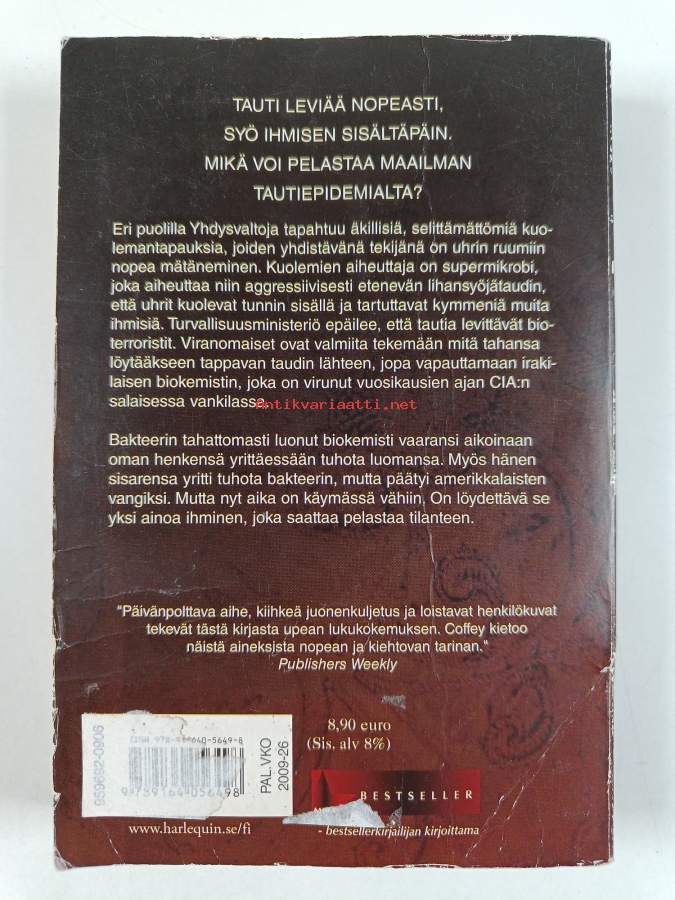 TAUTI LEVIÄÄ NOPEASTI,
SYÖ IHMISEN SISÄLTÄPÄIN.
MIKÄ VOI PELASTAA MAAILMAN
TAUTIEPIDEMIALTA?
Eri puolilla Yhdysvaltoja tapahtuu äkillisiä, selittämättömiä kuo-
lemantapauksia, joiden yhdistävänä tekijänä on uhrin ruumiin
nopea mätäneminen. Kuolemien aiheuttaja on supermikrobi,
joka aiheuttaa niin aggressiivisesti etenevän lihansyöjätaudin,
että uhrit kuolevat tunnin sisällä ja tartuttavat kymmeniä muita
ihmisiä. Turvallisuusministeriö epäilee, että tautia levittävät bio-
terroristit. Viranomaiset ovat valmiita tekemään mitä tahansa
löytääkseen tappavan taudin lähteen, jopa vapauttamaan iraki-
laisen biokemistin, joka on virunut vuosikausien ajan CIA:n
salaisessa vankilassa.
antikvariaatti.net
Bakteerin tahattomasti luonut biokemisti vaaransi aikoinaan
oman henkensä yrittäessään tuhota luomansa. Myös hänen
sisarensa yritti tuhota bakteerin, mutta päätyi amerikkalaisten
vangiksi. Mutta nyt aika on käymässä vähiin. On löydettävä se
yksi ainoa ihminen, joka saattaa pelastaa tilanteen.
"Päivänpolttava aihe, kiihkeä juonenkuljetus ja loistavat henkilökuvat
tekevät tästä kirjasta upean lukukokemuksen. Coffey kietoo
näistä aineksista nopean ja kiehtovan tarinan."
Publishers Weekly
959682-0906
640-5649-8
9 789164 056498
PAL.VKO
2009-26
8,90 euro
(Sis. alv 8%)
BESTSELLER
www.harlequin.se/fi
- bestsellerkirjailijan kirjoittama